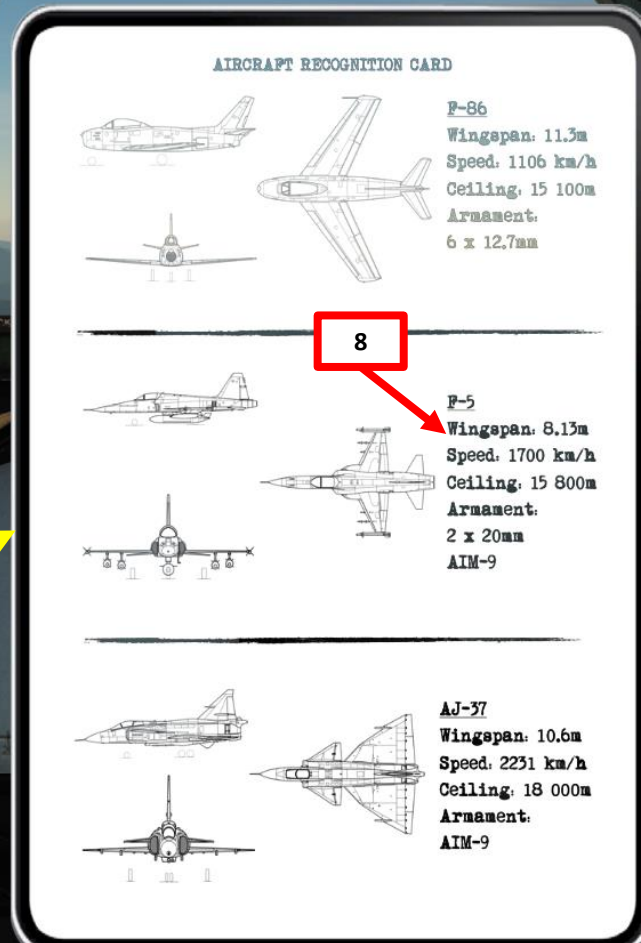 AIRCRAFT RECOGNITION CARD
F-86
Wingspan: 11.3m
Speed: 1106 km/h
Ceiling: 15 100m
Armament:
6 x 12,7mm
8
F-5
Wingspan: 8.13m
Speed: 1700 km/h
Ceiling: 15 800m
Armament:
2 x 20mm
AIM-9
AJ-37
Wingspan: 10.6m
Speed: 2231 km/h
Ceiling: 18 000m
Armament:
AIM-9